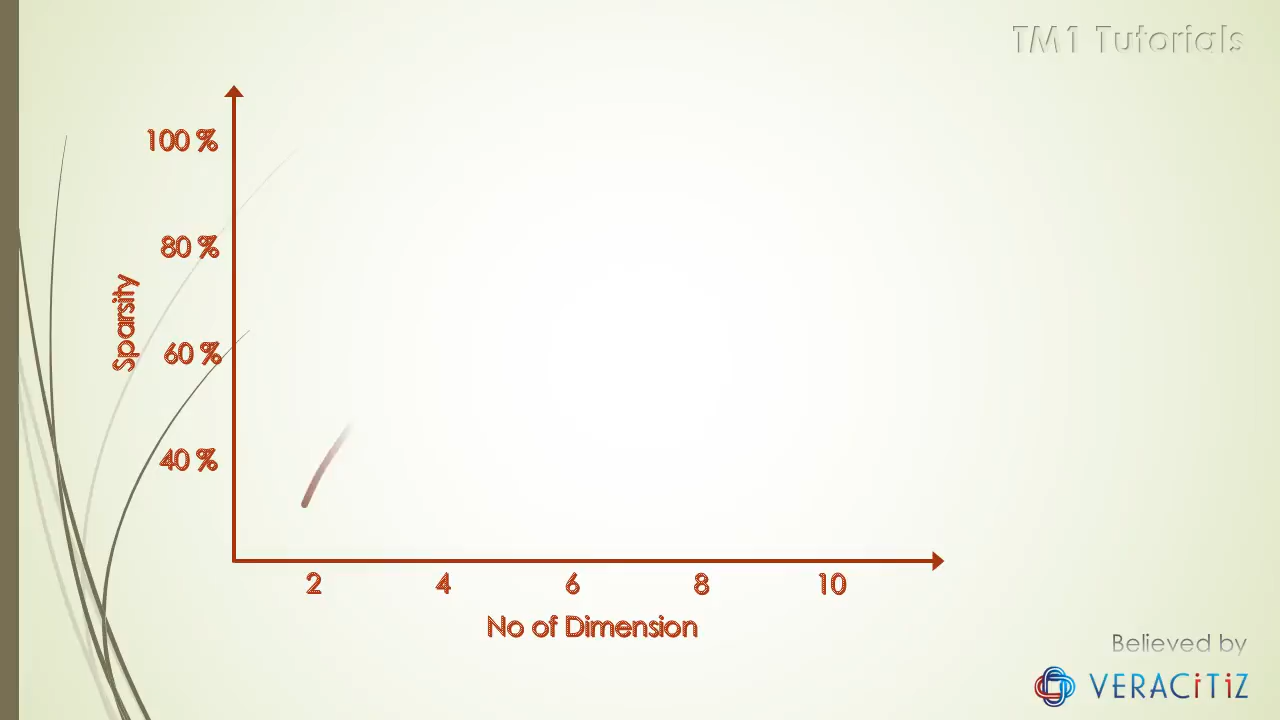 TM1 Tutorials
100 %
80 %
60 %
40 %
Sparsity
2 4 6 8 10
No of Dimension
Believed by
VERACiTiZ